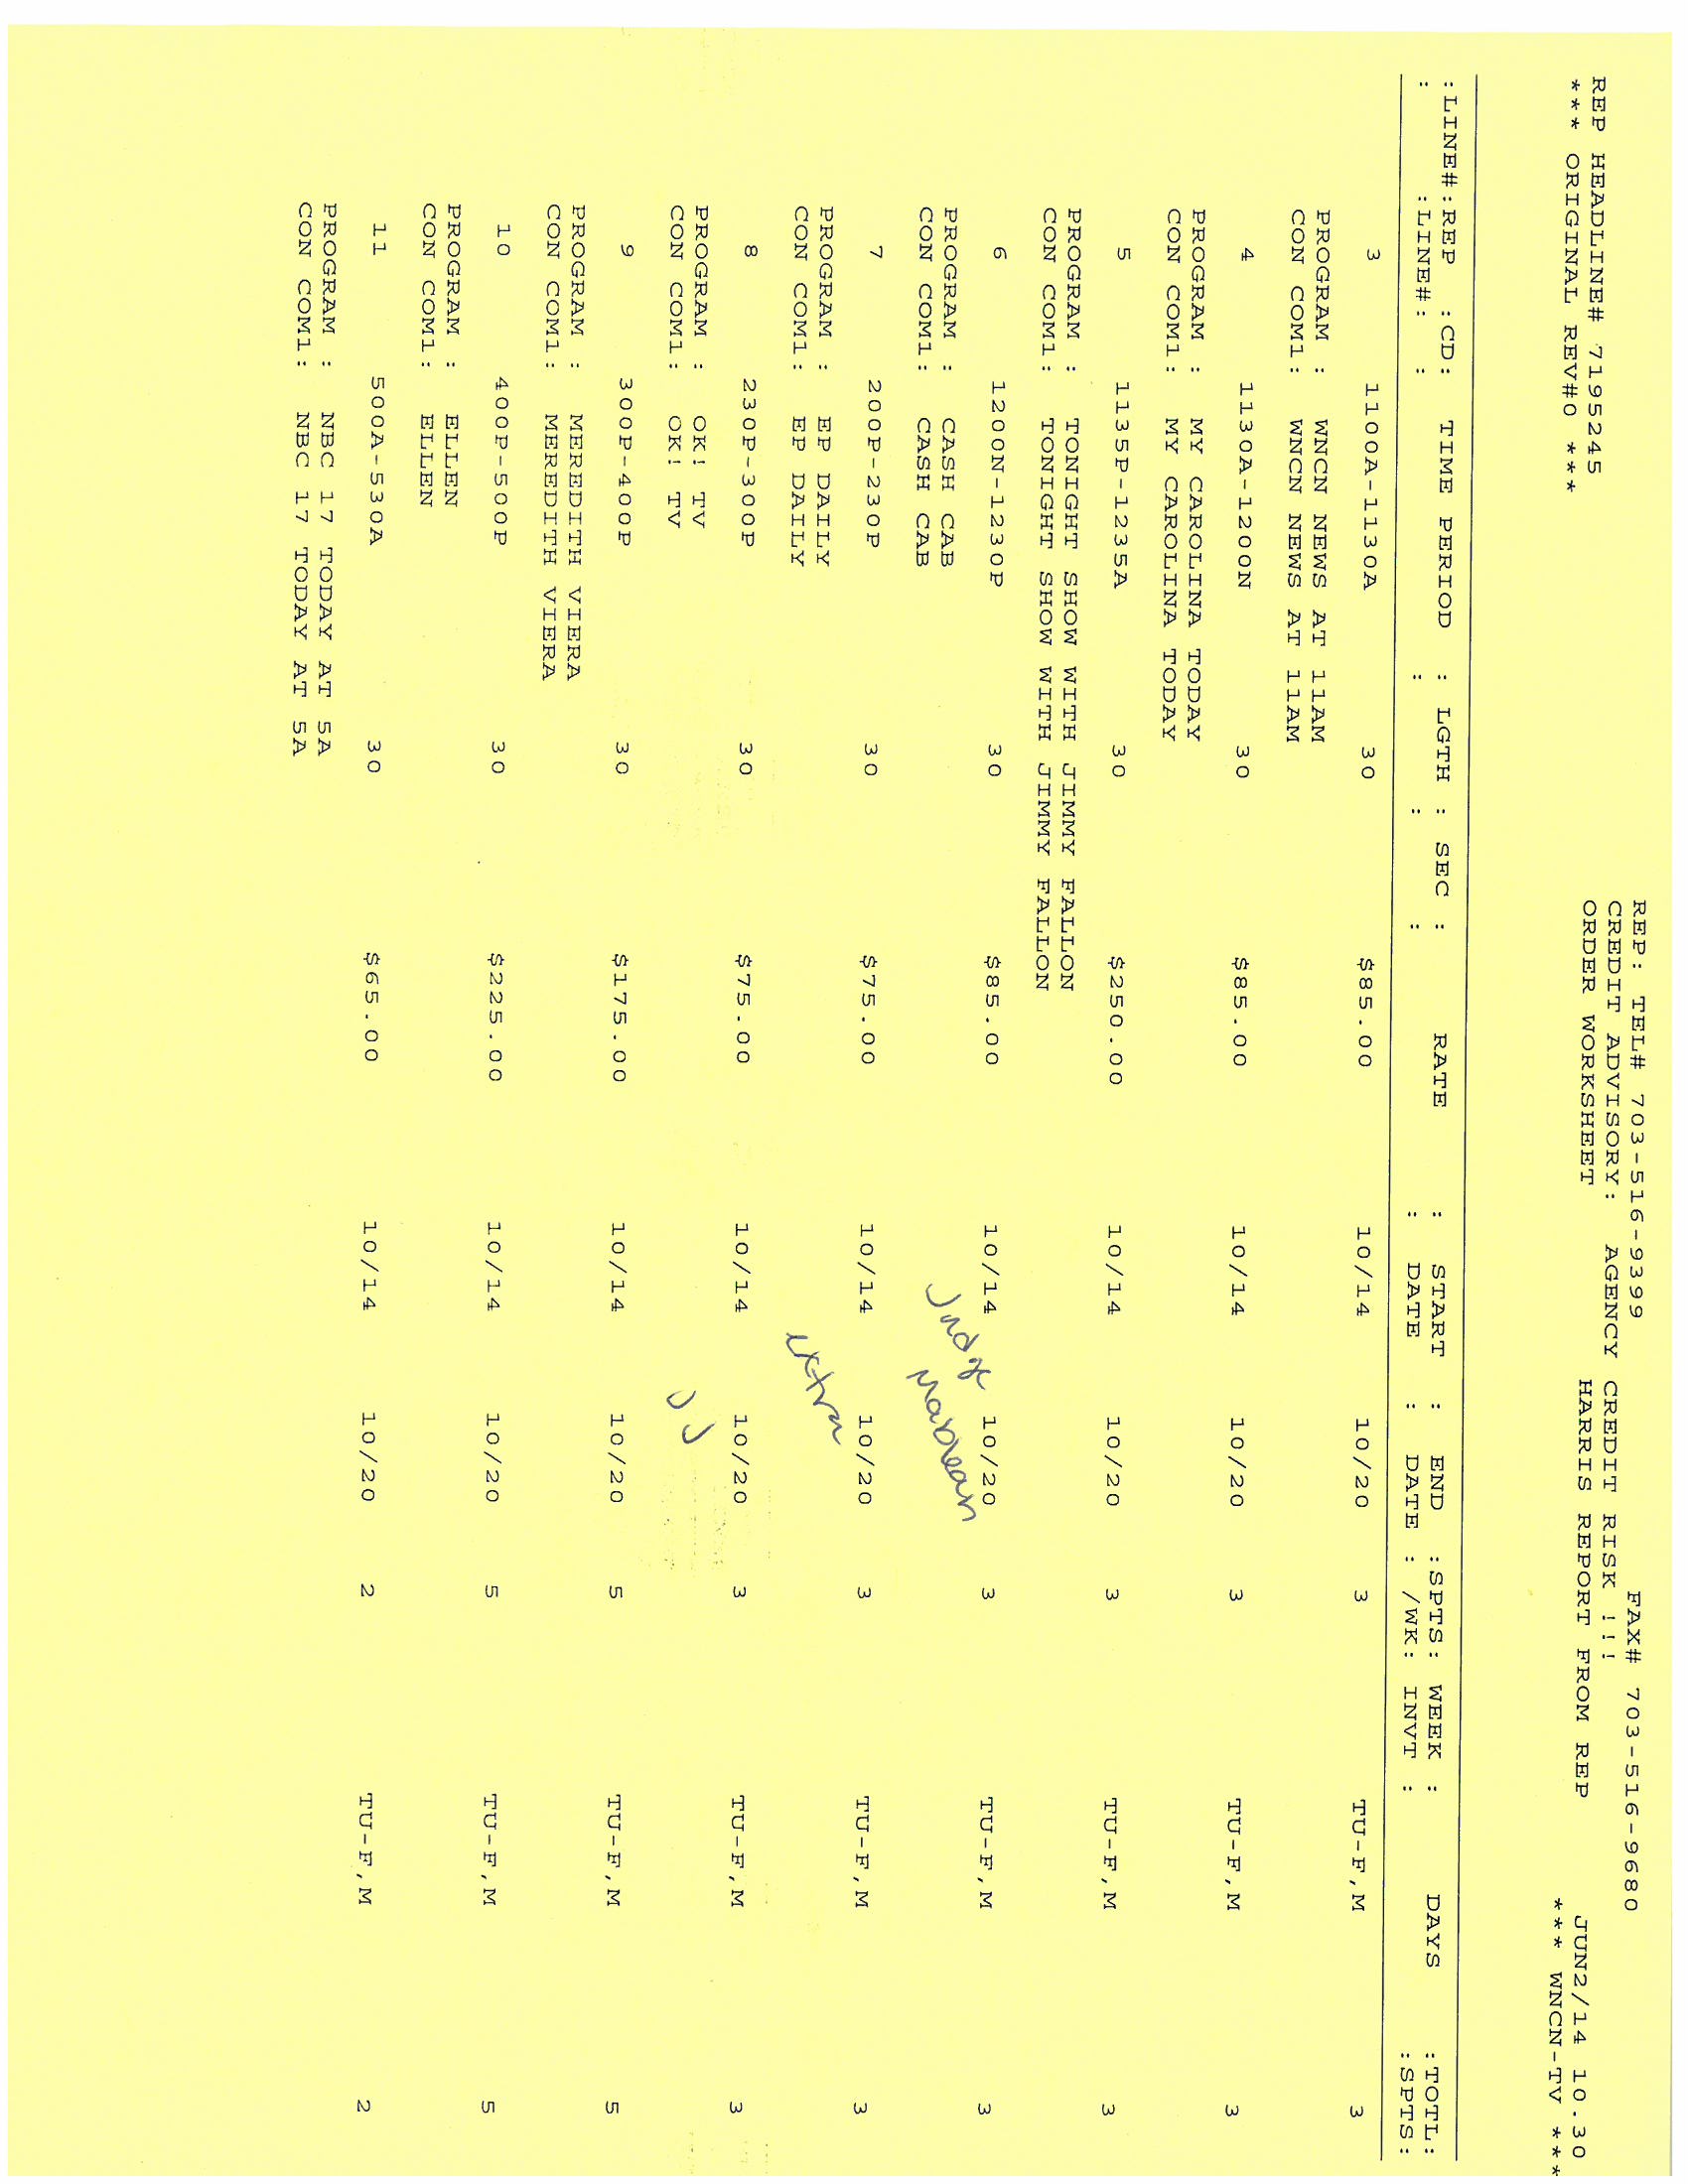 REP: TEL# 703-516-9399 FAX# 703-516-9680
CREDIT ADVISORY: AGENCY CREDIT RISK !!!
REP HEADLINE# 7195245 ORDER WORKSHEET HARRIS REPORT FROM REP JUN2/14 10.30
*** ORIGINAL REV#0 *** *** WNCN-TV ***
:LINE#:REP :CD: TIME PERIOD : LGTH : SEC : RATE : START : END :SPTS: WEEK : DAYS :TOTL:
: :LINE#: : : : : DATE : DATE : /WK: INVT : :SPTS:
3 1100A-1130A 30 $85.00 10/14 10/20 3 TU-F,M 3
PROGRAM : WNCN NEWS AT 11AM
CON COM1: WNCN NEWS AT 11AM
4 1130A-1200N 30 $85.00 10/14 10/20 3 TU-F,M 3
PROGRAM : MY CAROLINA TODAY
CON COM1: MY CAROLINA TODAY
5 1135P-1235A 30 $250.00 10/14 10/20 3 TU-F,M 3
PROGRAM : TONIGHT SHOW WITH JIMMY FALLON
CON COM1: TONIGHT SHOW WITH JIMMY FALLON
6 1200N-1230P 30 $85.00 10/14 10/20 3 TU-F,M 3
PROGRAM : CASH CAB Judge Mablean
CON COM1: CASH CAB
7 200P-230P 30 $75.00 10/14 10/20 3 TU-F,M 3
PROGRAM : EP DAILY extra
CON COM1: EP DAILY
8 230P-300P 30 $75.00 10/14 10/20 3 TU-F,M 3
PROGRAM : OK! TV JJ
CON COM1: OK! TV
9 300P-400P 30 $175.00 10/14 10/20 5 TU-F,M 5
PROGRAM : MEREDITH VIERA
CON COM1: MEREDITH VIERA
10 400P-500P 30 $225.00 10/14 10/20 5 TU-F,M 5
PROGRAM : ELLEN
CON COM1: ELLEN
11 500A-530A 30 $65.00 10/14 10/20 2 TU-F,M 2
PROGRAM : NBC 17 TODAY AT 5A
CON COM1: NBC 17 TODAY AT 5A